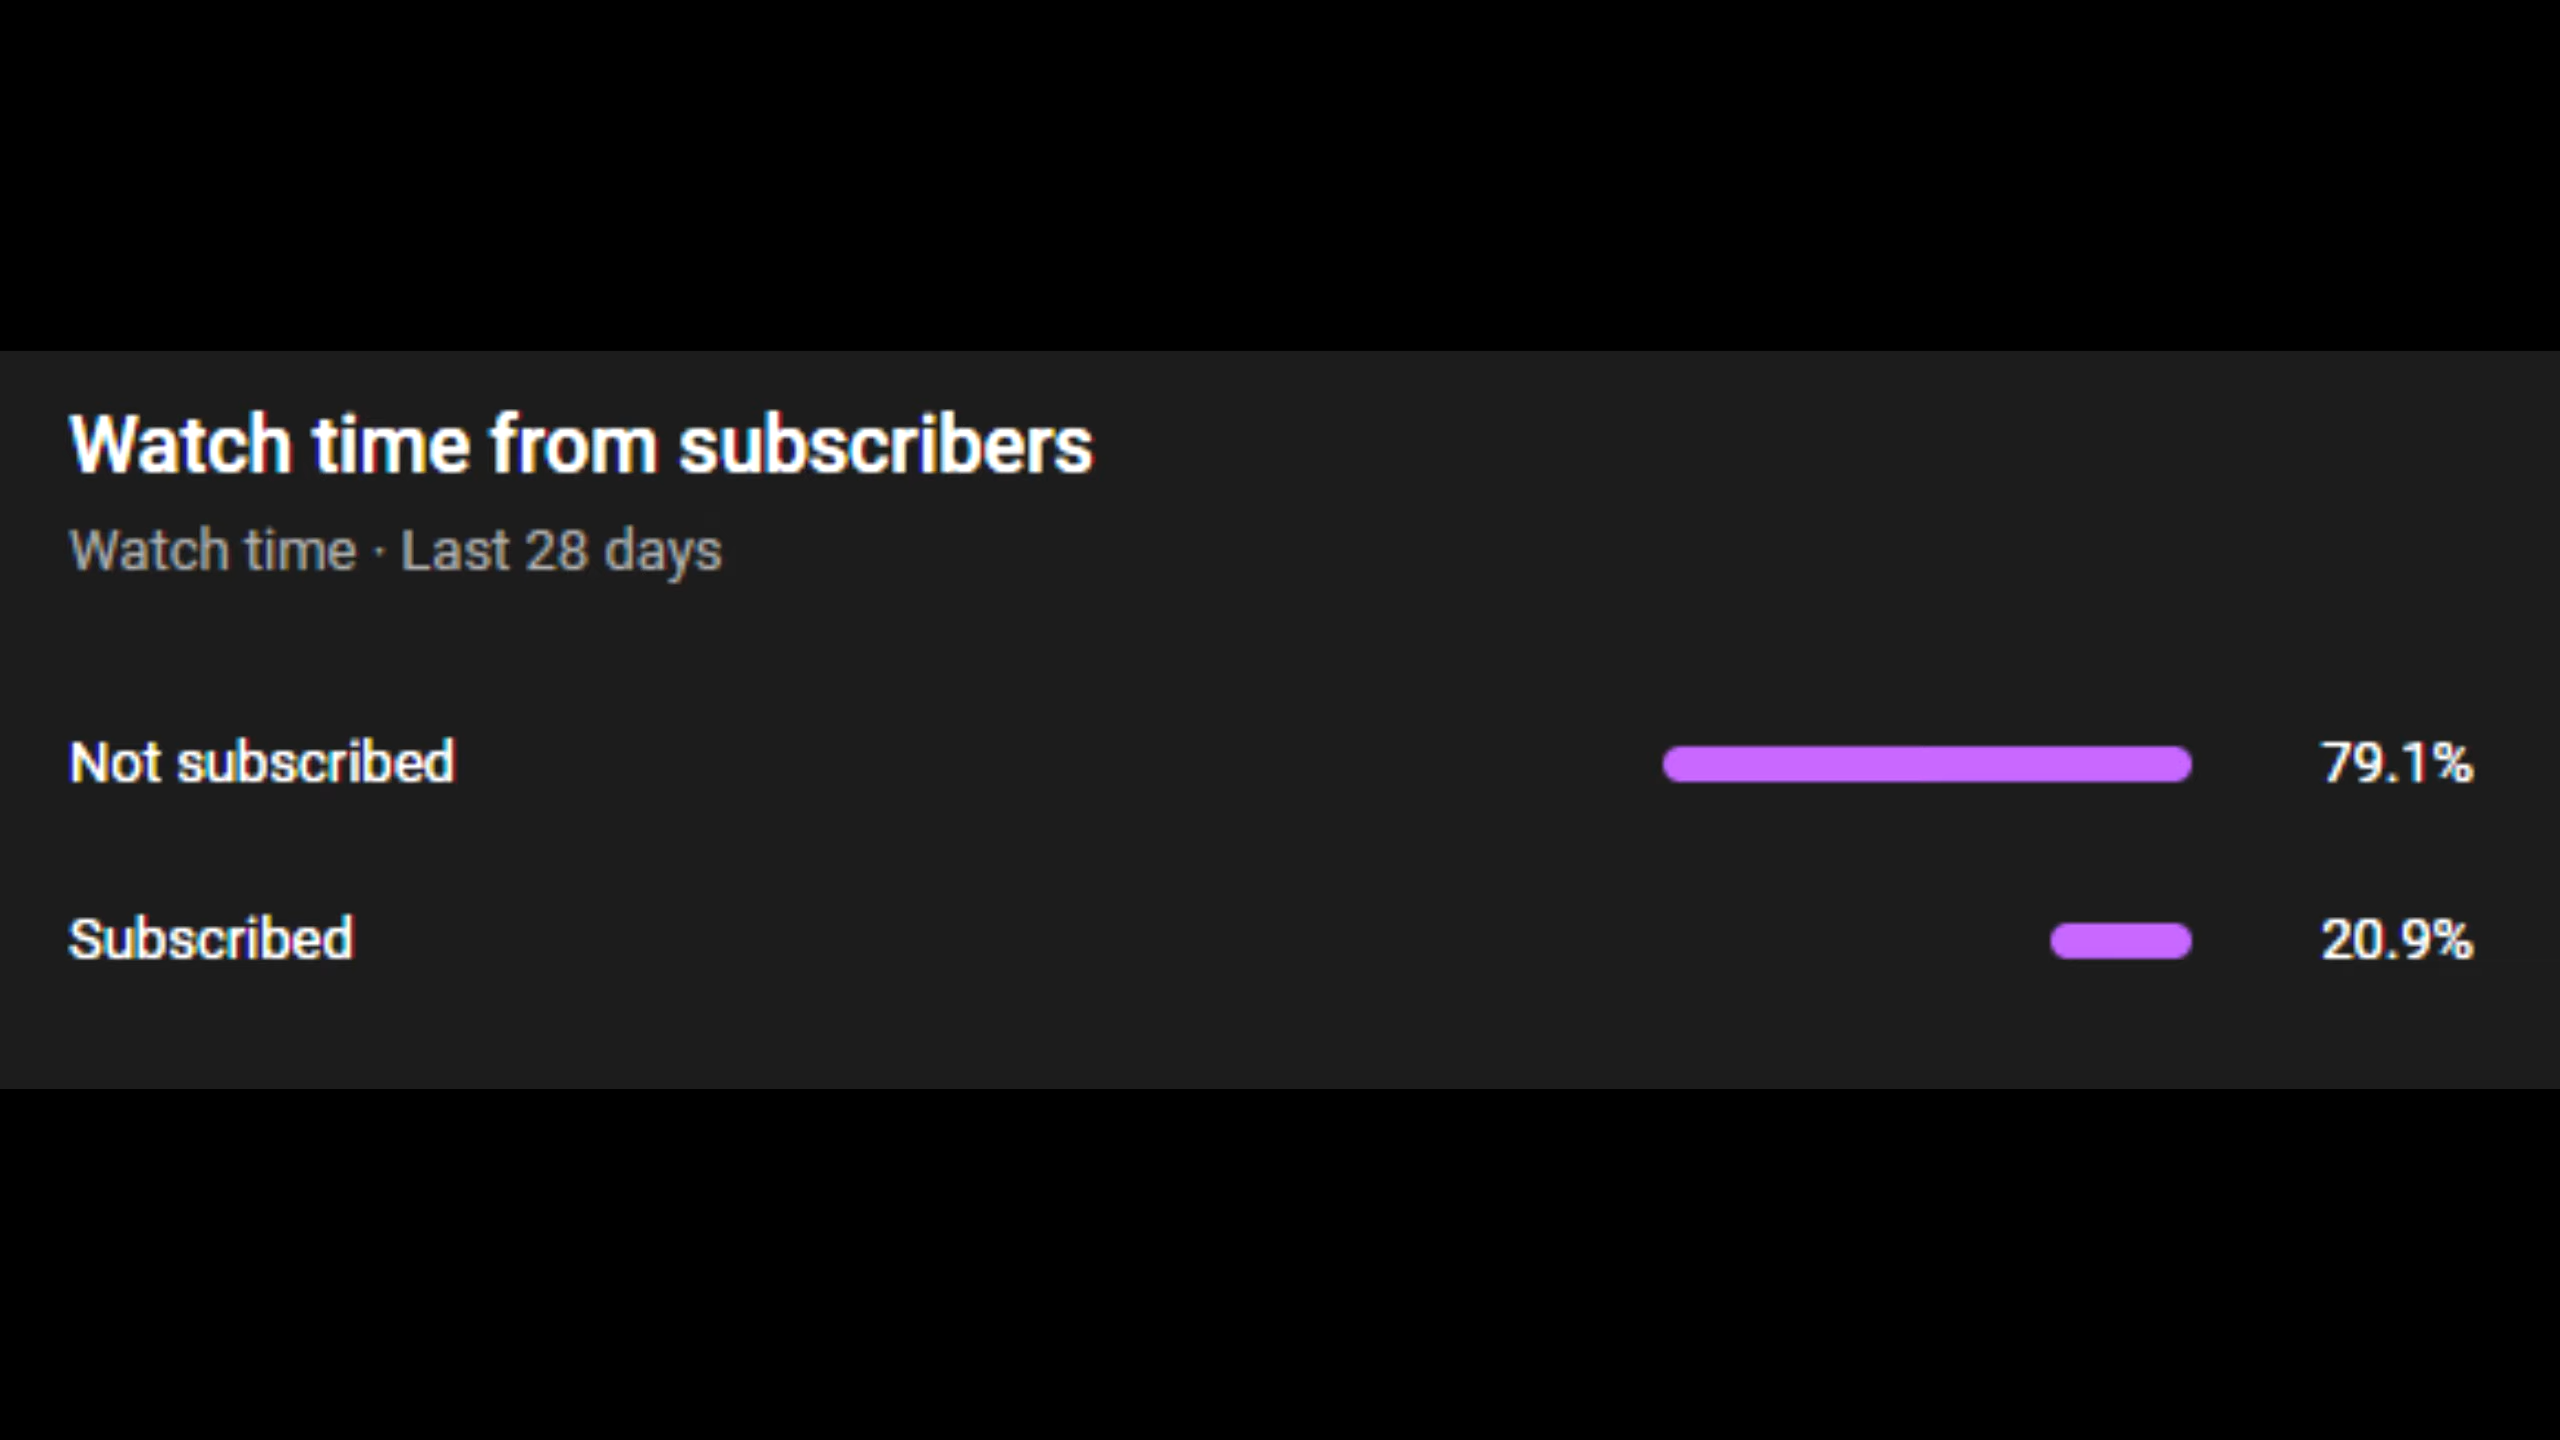 Watch time from subscribers
Watch time · Last 28 days
Not subscribed 79.1%
Subscribed 20.9%